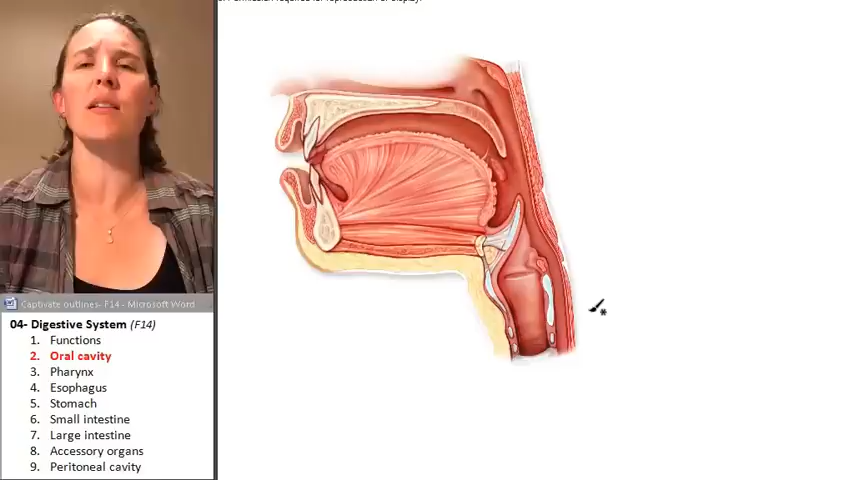 Captivate outlines- F14 - Microsoft Word
04- Digestive System (F14)
1. Functions
2. Oral cavity
3. Pharynx
4. Esophagus
5. Stomach
6. Small intestine
7. Large intestine
8. Accessory organs
9. Peritoneal cavity